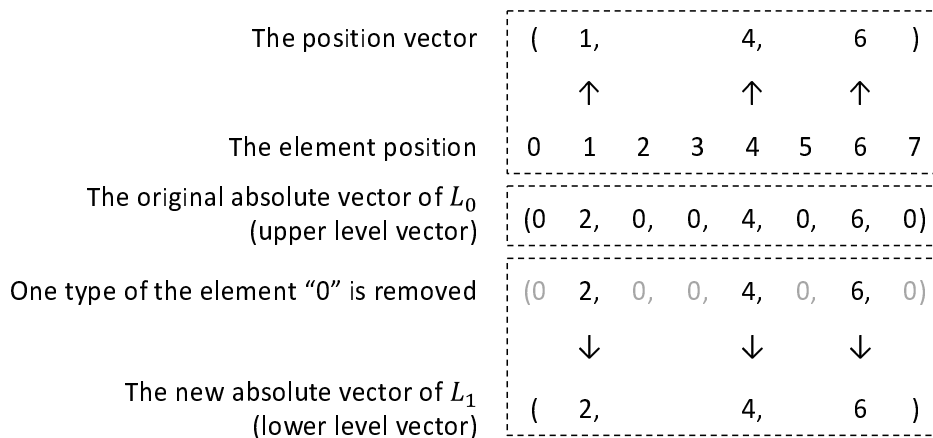 The position vector ( 1, 4, 6 )
↑ ↑ ↑
The element position 0 1 2 3 4 5 6 7
The original absolute vector of L₀
(upper level vector) (0 2, 0, 0, 4, 0, 6, 0)
One type of the element “0” is removed (0 2, 0, 0, 4, 0, 6, 0)
↓ ↓ ↓
The new absolute vector of L₁
(lower level vector) ( 2, 4, 6 )